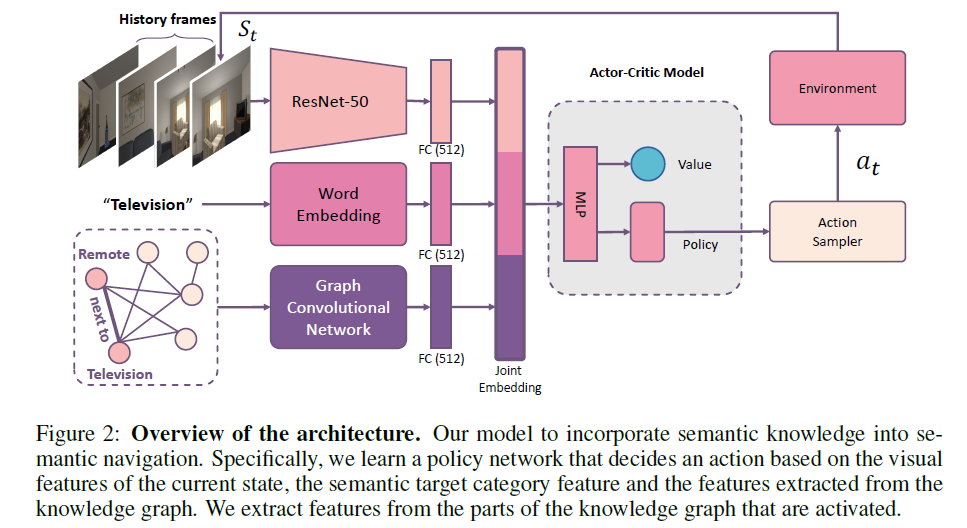 History frames
S_t
ResNet-50
FC (512)
"Television"
Word
Embedding
FC (512)
Remote
next to
Television
Graph
Convolutional
Network
FC (512)
Joint
Embedding
Actor-Critic Model
MLP
Value
Policy
Environment
a_t
Action
Sampler
Figure 2: Overview of the architecture. Our model to incorporate semantic knowledge into se-
mantic navigation. Specifically, we learn a policy network that decides an action based on the visual
features of the current state, the semantic target category feature and the features extracted from the
knowledge graph. We extract features from the parts of the knowledge graph that are activated.